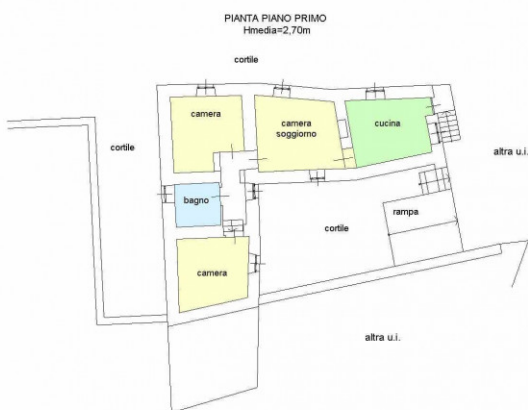 PIANTA PIANO PRIMO
Hmedia=2,70m
cortile
camera
camera
soggiorno
cucina
cortile
altra u.i.
bagno
cortile
rampa
camera
altra u.i.